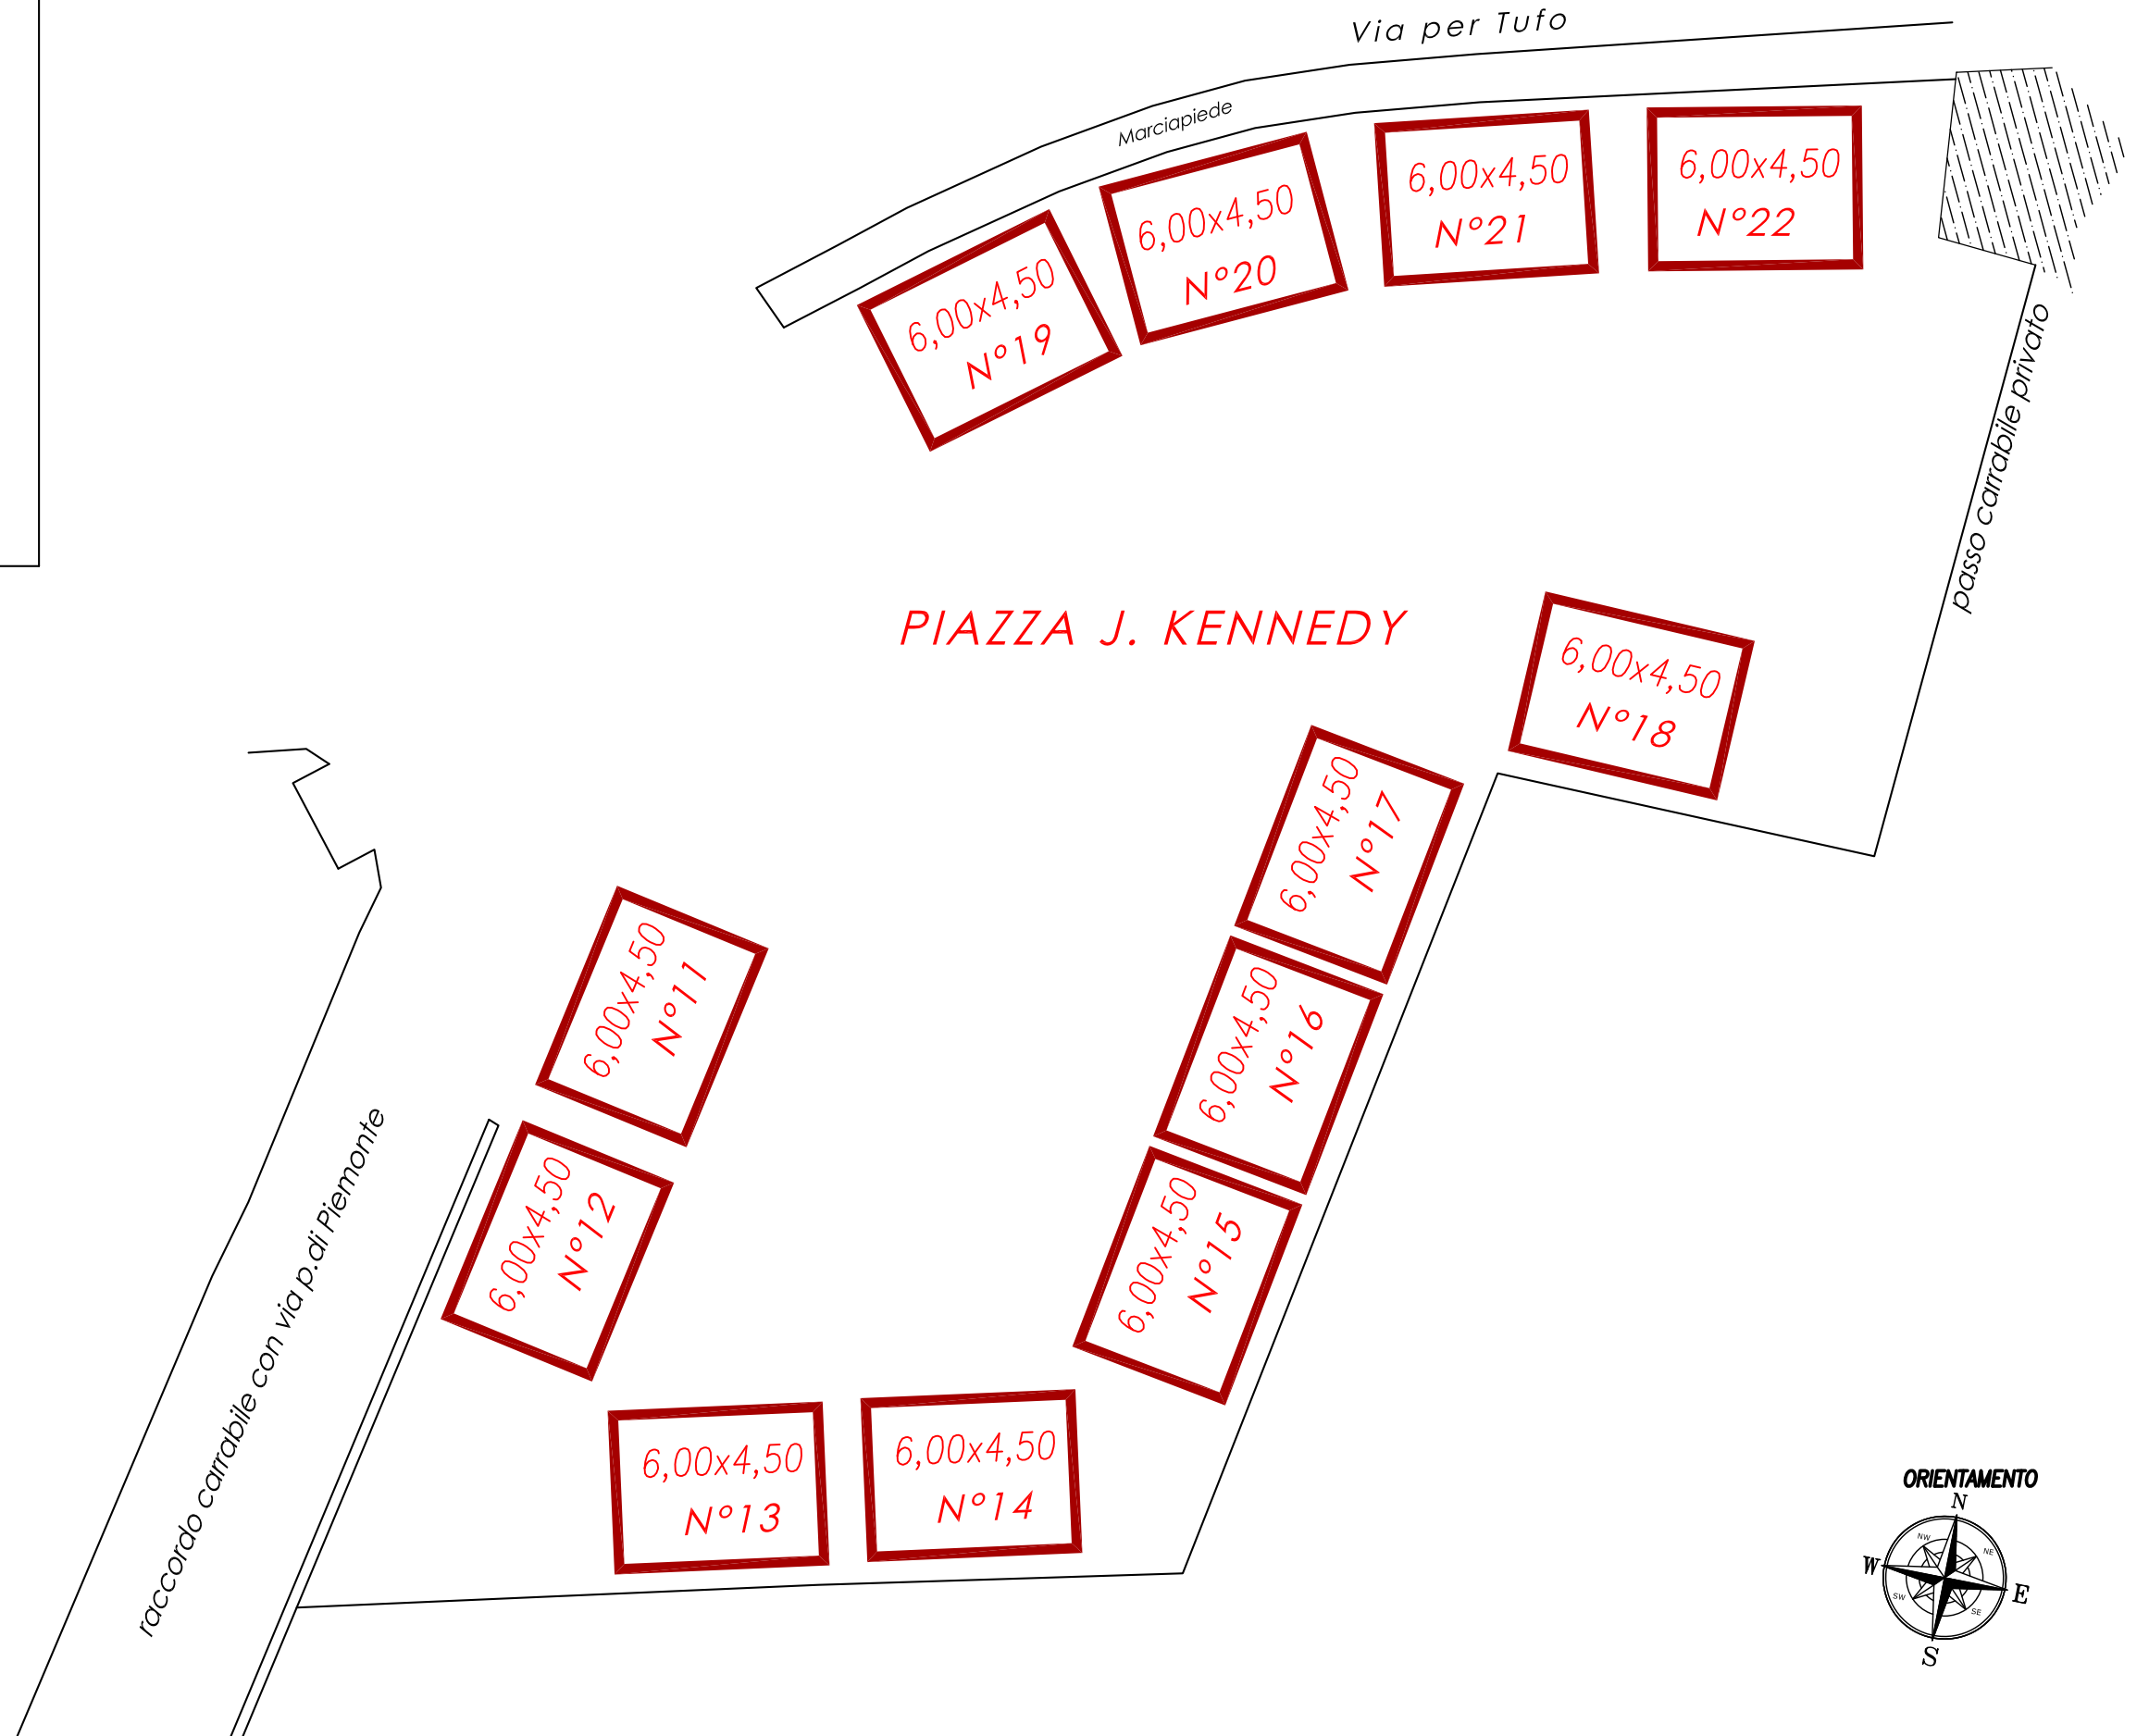 Via per Tufo
Marciapiede
6,00x4,50
N°19
6,00x4,50
N°20
6,00x4,50
N°21
6,00x4,50
N°22
passo carrabile privato
PIAZZA J. KENNEDY
6,00x4,50
N°18
6,00x4,50
N°17
6,00x4,50
N°16
6,00x4,50
N°15
6,00x4,50
N°11
6,00x4,50
N°12
raccordo carrabile con via p.di Piemonte
6,00x4,50
N°13
6,00x4,50
N°14
ORIENTAMENTO
N
NW
NE
W
E
SW
SE
S